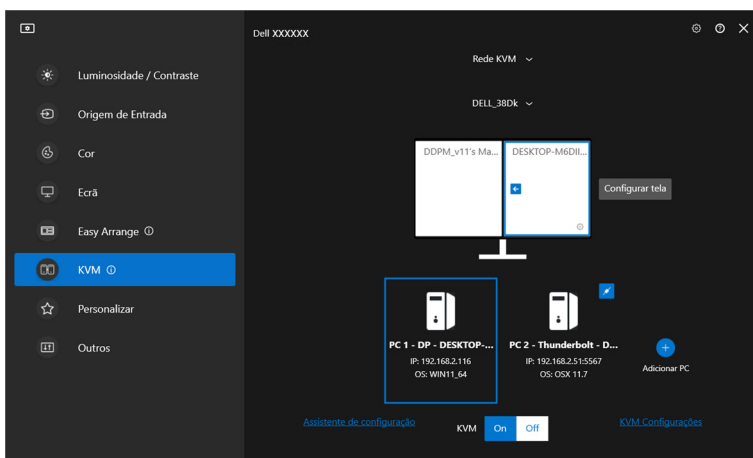 Dell XXXXXX
Luminosidade / Contraste
Origem de Entrada
Cor
Ecrã
Easy Arrange
KVM
Personalizar
Outros
Rede KVM
DELL_38Dk
DDPM_v11's Ma...
DESKTOP-M6DII...
Configurar tela
PC 1 - DP - DESKTOP-...
IP: 192.168.2.116
OS: WIN11_64
PC 2 - Thunderbolt - D...
IP: 192.168.2.51:5567
OS: OSX 11.7
Adicionar PC
Assistente de configuração
KVM On Off
KVM Configurações